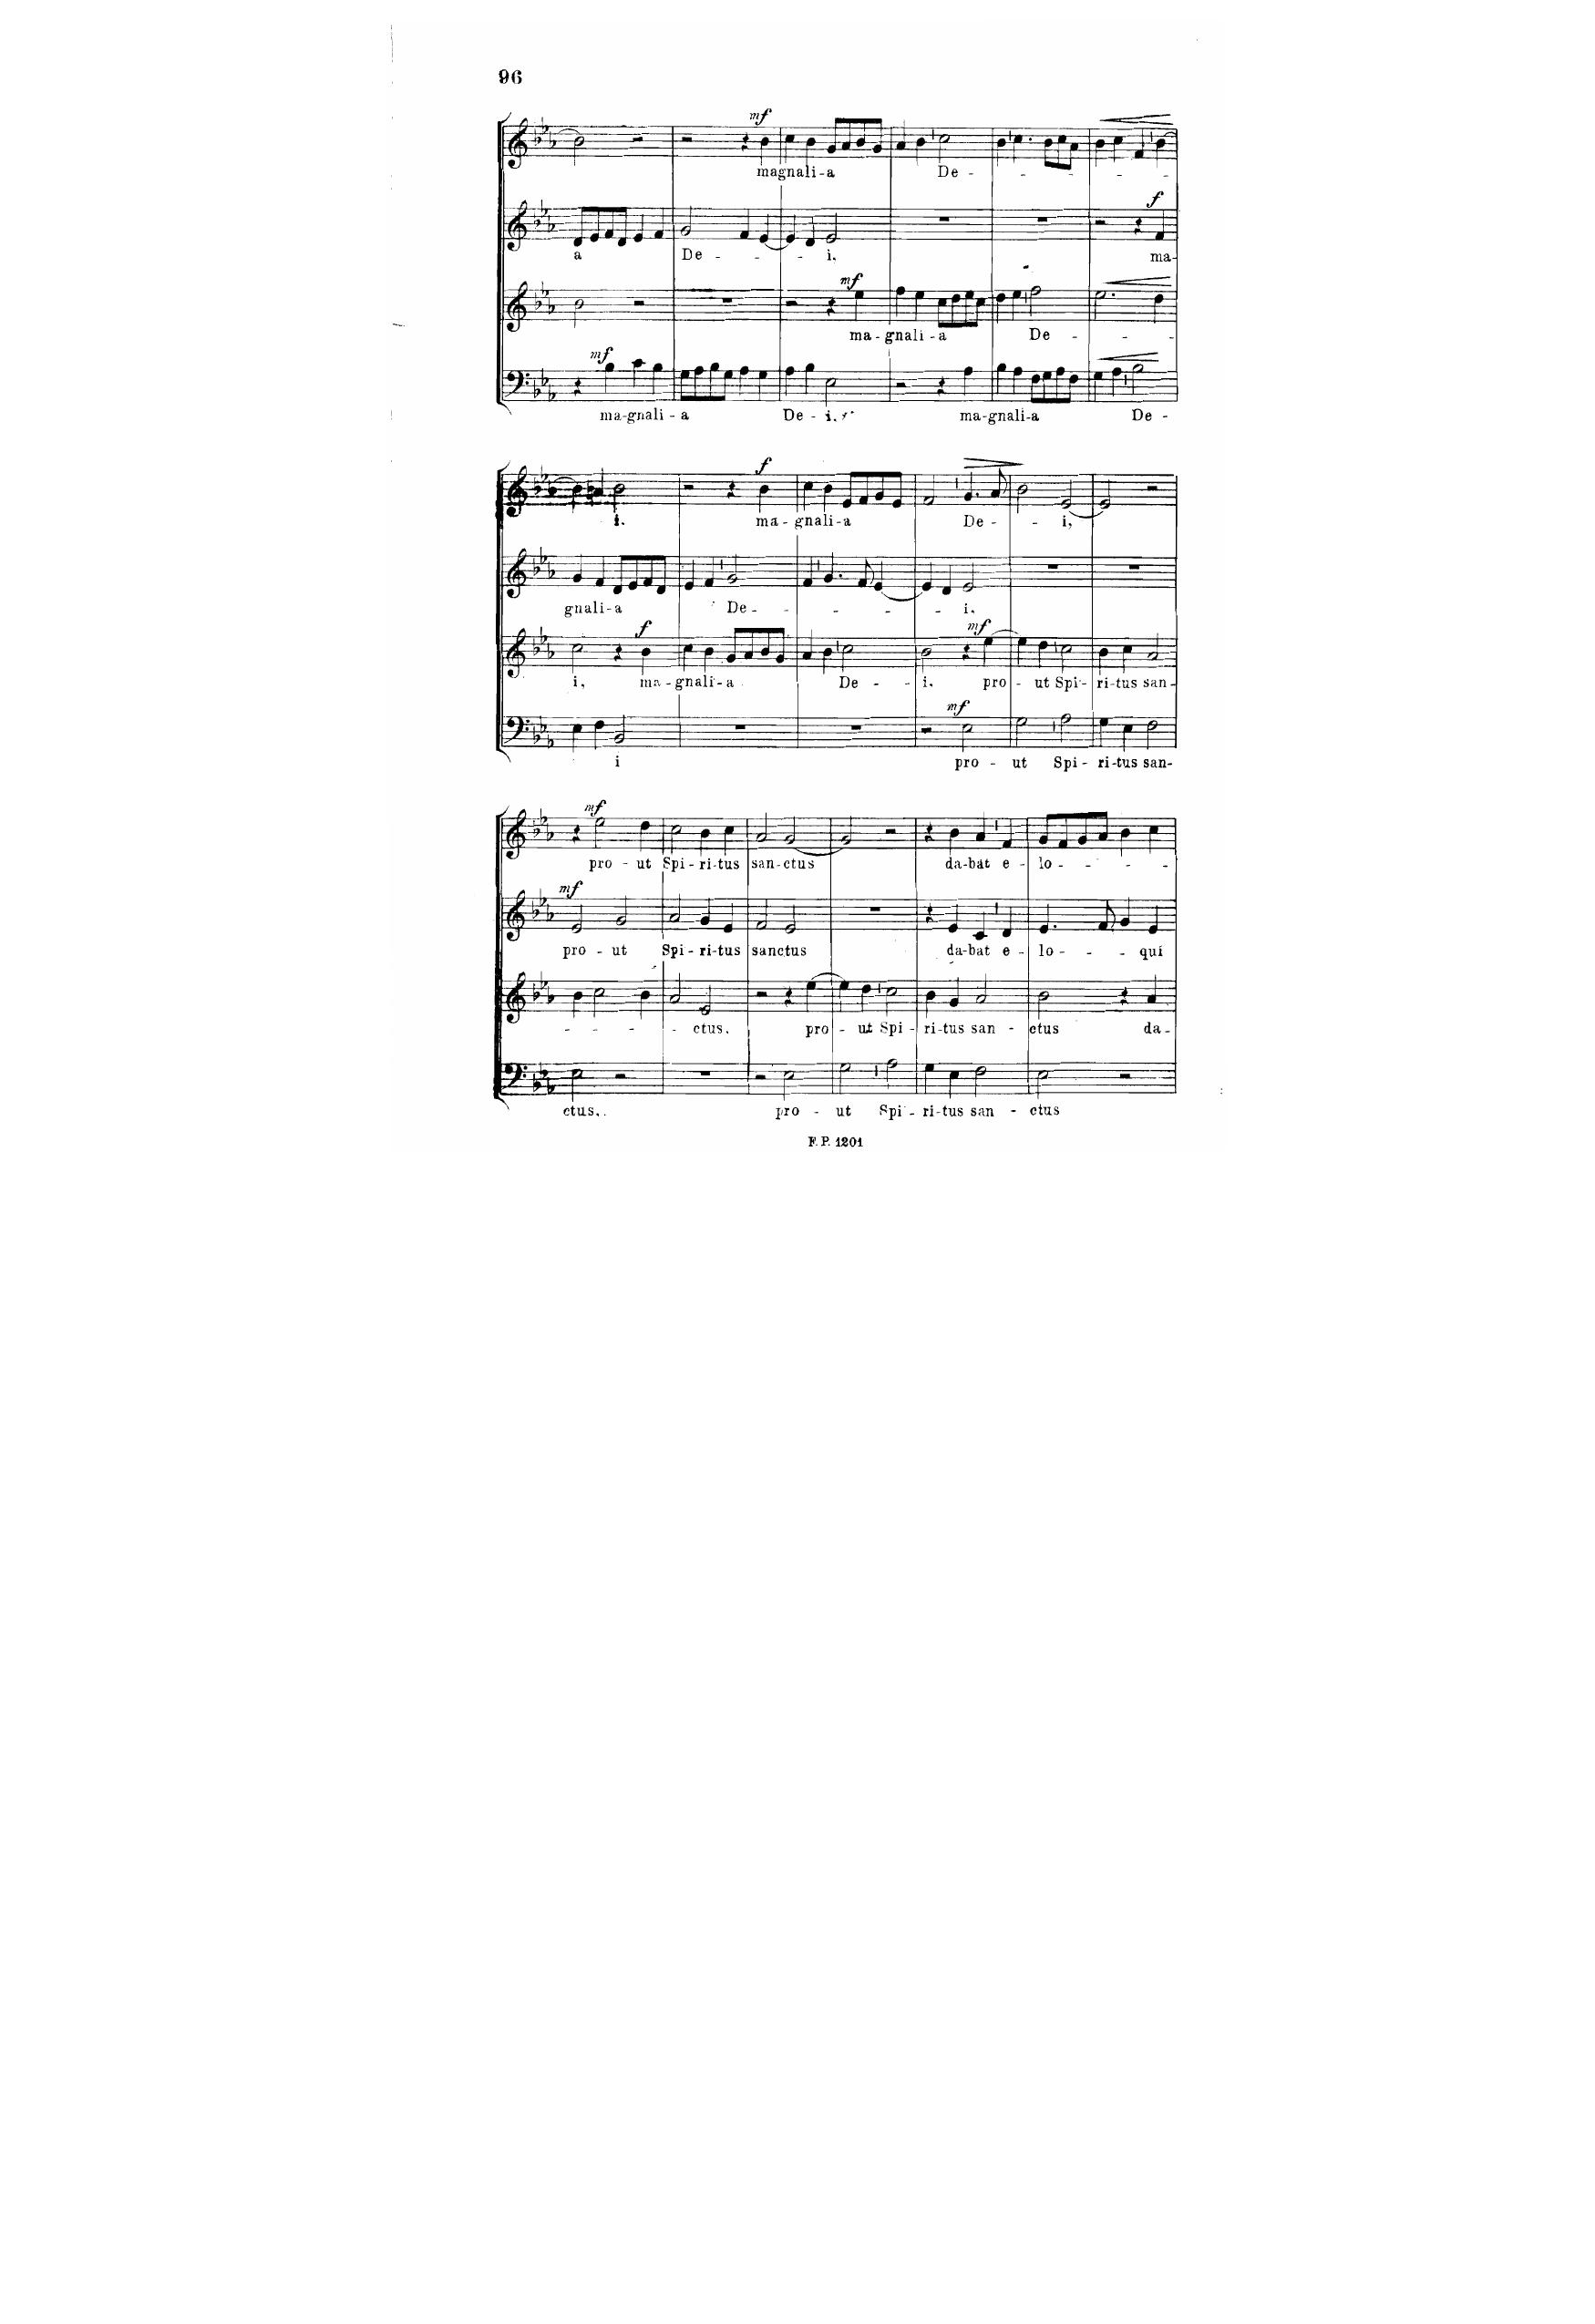 96
mf
magnali-a De - - - - -
f
a De - - - i. ma-
mf
ma-gnali-a De - - -
mf
ma-gnali-a De-i. ma-gnali-a De-
f
i. ma-gnali-a De - - i,
gnali-a De - - - - i.
f mf
i, ma-gnali-a De - - i. pro - ut Spi-ri-tus san-
mf
i pro - ut Spi-ri-tus san-
mf
pro - ut Spi-ri-tus san-ctus da-bat e-lo - - - -
mf
pro - ut Spi-ri-tus sanctus da-bat e-lo - - - qui
- - - - ctus. pro - ut Spi-ri-tus san - ctus da-
ctus. pro - ut Spi-ri-tus san - ctus
F. P. 1201